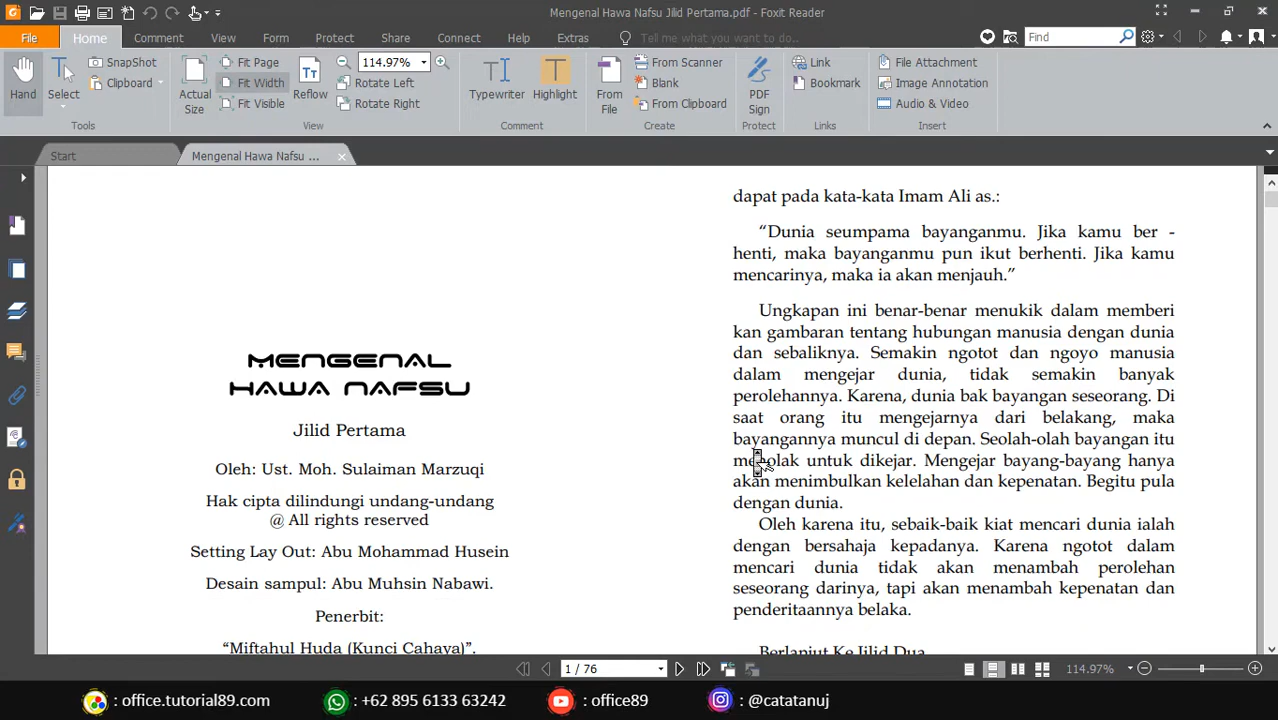 Mengenal Hawa Nafsu Jilid Pertama.pdf - Foxit Reader
File
Home
Comment
View
Form
Protect
Share
Connect
Help
Extras
Tell me what you want to do...
Find
Hand
Select
SnapShot
Clipboard
Tools
Actual
Size
Fit Page
Fit Width
Fit Visible
Reflow
114.97%
Rotate Left
Rotate Right
View
Typewriter
Highlight
Comment
From
File
From Scanner
Blank
From Clipboard
Create
PDF
Sign
Protect
Link
Bookmark
Links
File Attachment
Image Annotation
Audio & Video
Insert
Start
Mengenal Hawa Nafsu ...
MENGENAL
HAWA NAFSU
Jilid Pertama
Oleh: Ust. Moh. Sulaiman Marzuqi
Hak cipta dilindungi undang-undang
@ All rights reserved
Setting Lay Out: Abu Mohammad Husein
Desain sampul: Abu Muhsin Nabawi.
Penerbit:
“Miftahul Huda (Kunci Cahaya)”.
dapat pada kata-kata Imam Ali as.:
“Dunia seumpama bayanganmu. Jika kamu ber -
henti, maka bayanganmu pun ikut berhenti. Jika kamu
mencarinya, maka ia akan menjauh.”
Ungkapan ini benar-benar menukik dalam memberi
kan gambaran tentang hubungan manusia dengan dunia
dan sebaliknya. Semakin ngotot dan ngoyo manusia
dalam mengejar dunia, tidak semakin banyak
perolehannya. Karena, dunia bak bayangan seseorang. Di
saat orang itu mengejarnya dari belakang, maka
bayangannya muncul di depan. Seolah-olah bayangan itu
menolak untuk dikejar. Mengejar bayang-bayang hanya
akan menimbulkan kelelahan dan kepenatan. Begitu pula
dengan dunia.
Oleh karena itu, sebaik-baik kiat mencari dunia ialah
dengan bersahaja kepadanya. Karena ngotot dalam
mencari dunia tidak akan menambah perolehan
seseorang darinya, tapi akan menambah kepenatan dan
penderitaannya belaka.
Berlanjut Ke Jilid Dua
1 / 76
114.97%
: office.tutorial89.com
: +62 895 6133 63242
: office89
: @catatanuj